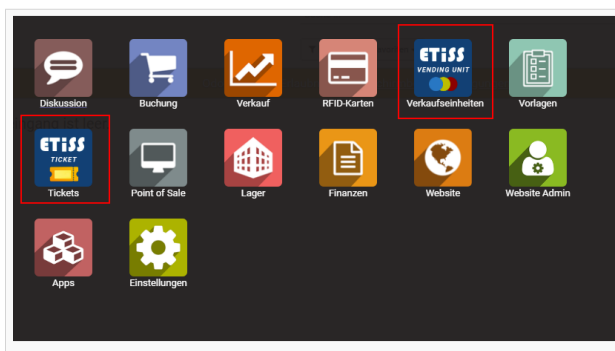 Diskussion
Buchung
Verkauf
RFID-Karten
ETiSS
VENDING UNIT
Verkaufseinheiten
Vorlagen
ETiSS
TICKET
Tickets
Point of Sale
Lager
Finanzen
Website
Website Admin
Apps
Einstellungen